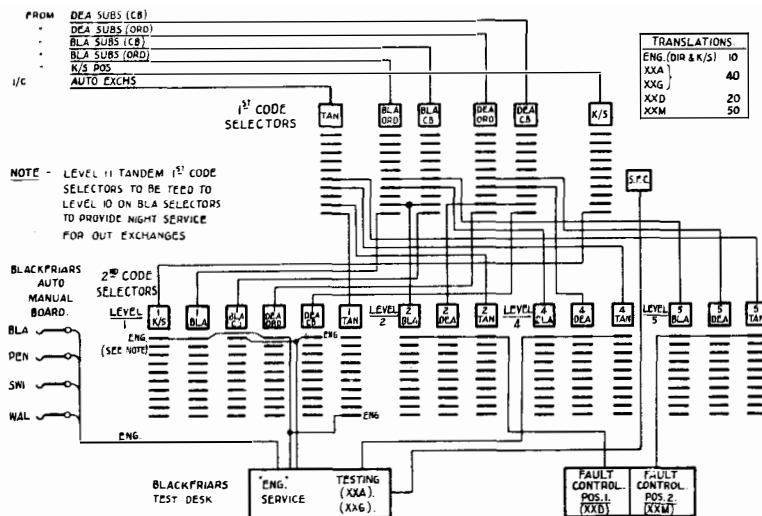 FROM DEA SUBS (CB)
" DEA SUBS (ORD)
" BLA SUBS (CB)
" BLA SUBS (ORD)
" K/S POS
I/C AUTO EXCHS
TRANSLATIONS.
ENG. (DIR & K/S) 10
XXA } 40
XXG
XXD 20
XXM 50
1ST CODE
SELECTORS
TAN
BLA ORD
BLA CB
DEA ORD
DEA CB
K/S
S.P.C.
NOTE - LEVEL 11 TANDEM 1ST CODE
SELECTORS TO BE TEED TO
LEVEL 10 ON BLA SELECTORS
TO PROVIDE NIGHT SERVICE
FOR OUT EXCHANGES
BLACKFRIARS
AUTO
MANUAL
BOARD.
2ND CODE
SELECTORS
LEVEL 1
1 K/S
1 BLA
BLA CB
DEA ORD
DEA CB
1 TAN
LEVEL 2
2 BLA
2 DEA
2 TAN
LEVEL 4
4 BLA
4 DEA
4 TAN
LEVEL 5
5 BLA
5 DEA
5 TAN
BLA
PEN
SWI
WAL
ENG.
(SEE NOTE)
ENG
ENG
ENG.
BLACKFRIARS
TEST DESK
"ENG."
SERVICE
TESTING
(XXA).
(XXG).
FAULT
CONTROL.
POS.1.
(XXD)
FAULT
CONTROL.
POS.2.
(XXM)